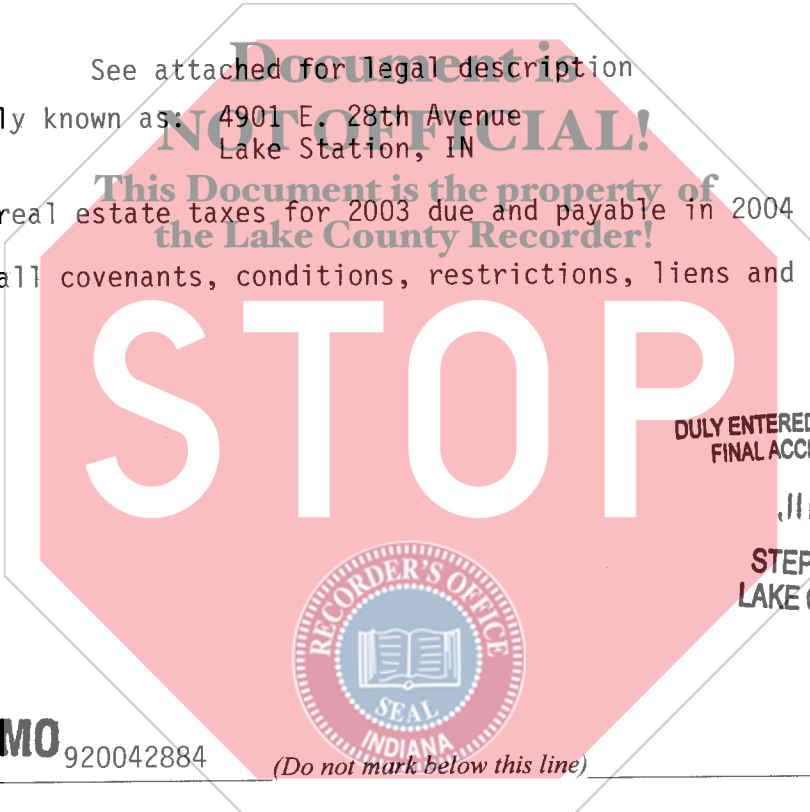 Document is
See attached for legal description
NOT OFFICIAL!
ly known as: 4901 E. 28th Avenue
Lake Station, IN
This Document is the property of
real estate taxes for 2003 due and payable in 2004
the Lake County Recorder!
all covenants, conditions, restrictions, liens and
STOP
DULY ENTERED
FINAL ACC
STEP
LAKE
RECORDER'S OFFICE
SEAL
INDIANA
MO 920042884 (Do not mark below this line)